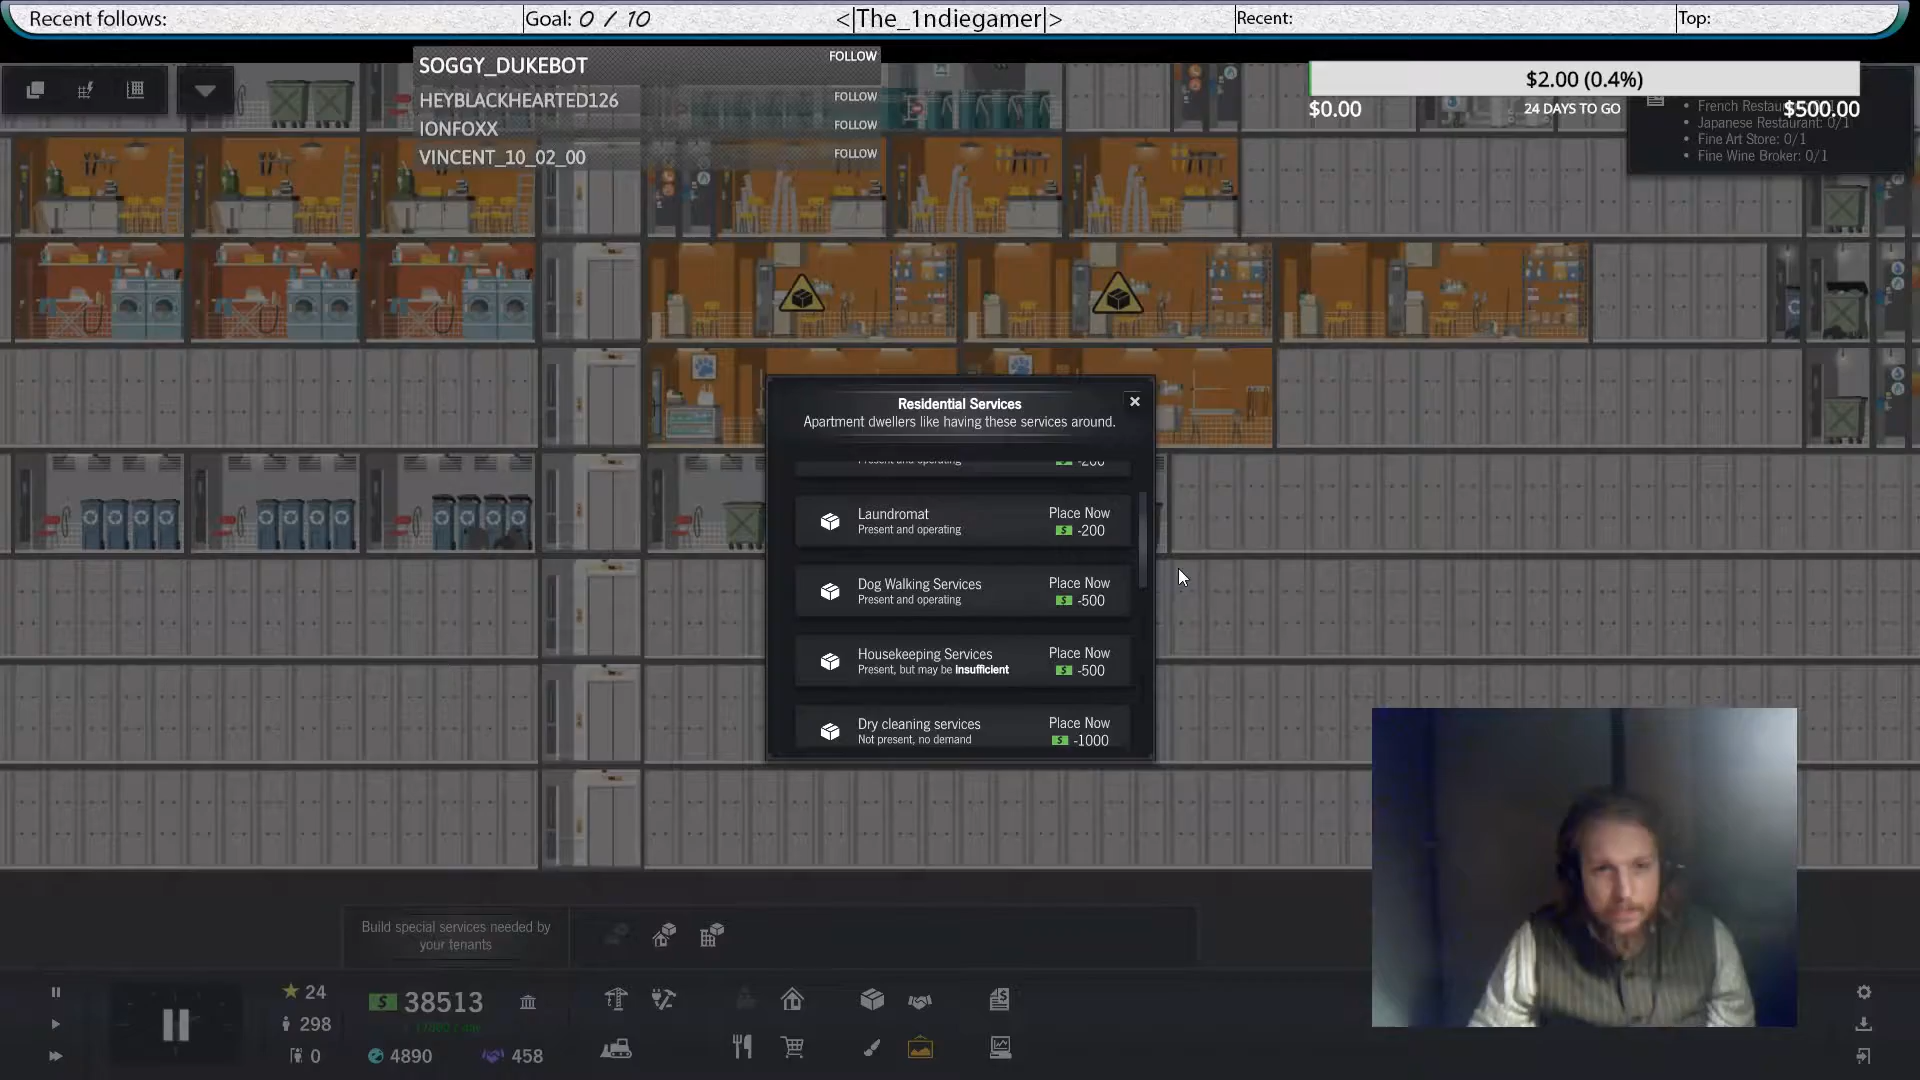 Recent follows:
Goal: 0 / 10
<|The_1ndiegamer|>
Recent:
Top:
SOGGY_DUKEBOT FOLLOW
HEYBLACKHEARTED126 FOLLOW
IONFOXX FOLLOW
VINCENT_10_02_00 FOLLOW
$2.00 (0.4%)
$0.00 24 DAYS TO GO $500.00
French Restau
Japanese Restaurant: 0/1
Fine Art Store: 0/1
Fine Wine Broker: 0/1
Residential Services
Apartment dwellers like having these services around.
Present and operating -200
Laundromat Place Now
Present and operating -200
Dog Walking Services Place Now
Present and operating -500
Housekeeping Services Place Now
Present, but may be insufficient -500
Dry cleaning services Place Now
Not present, no demand -1000
Build special services needed by
your tenants
24
38513
298
0 4890 458